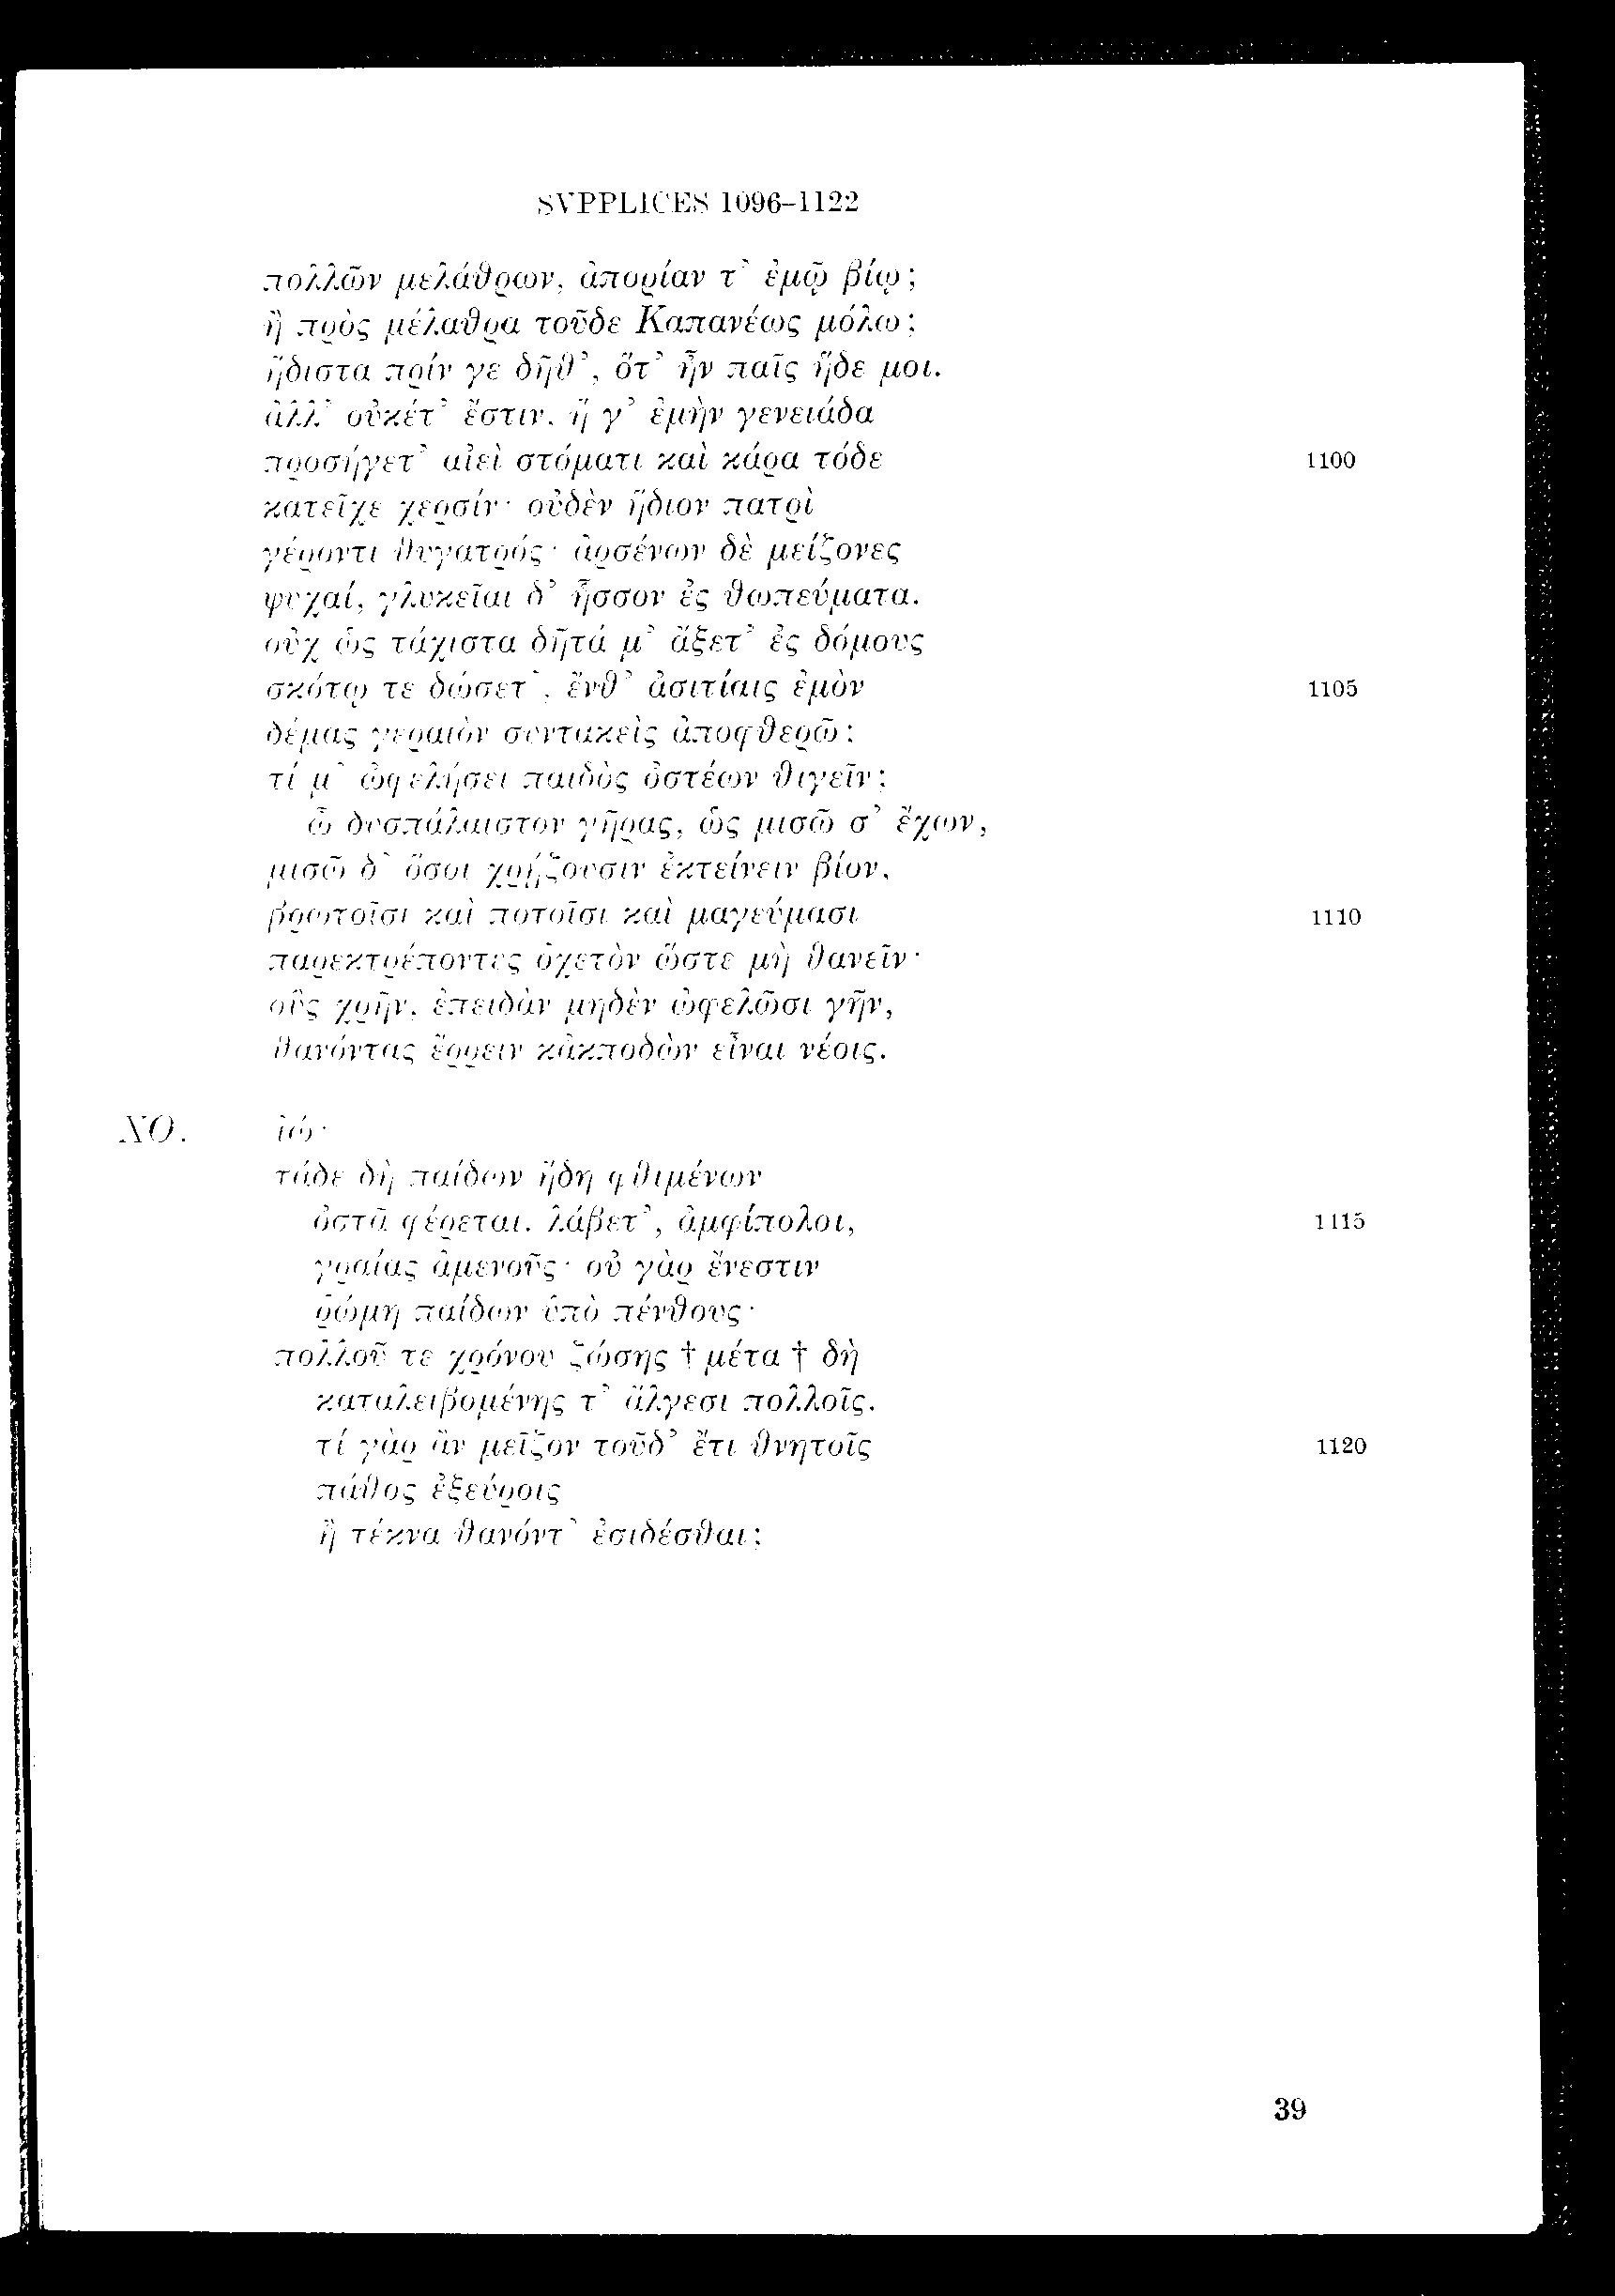 SVPPLICES 1096–1122
πολλῶν μελάθρων, ἀπορίαν τ᾽ ἐμῷ βίῳ;
ἢ πρὸς μέλαθρα τοῦδε Καπανέως μόλω;
ἥδιστα πρίν γε δῆθ᾽, ὅτ᾽ ἦν παῖς ἥδε μοι.
ἀλλ᾽ οὐκέτ᾽ ἔστιν, ἥ γ᾽ ἐμὴν γενειάδα
προσήγετ᾽ αἰεὶ στόματι καὶ κάρα τόδε 1100
κατεῖχε χερσίν· οὐδὲν ἥδιον πατρὶ
γέροντι θυγατρός· ἀρσένων δὲ μείζονες
ψυχαί, γλυκεῖαι δ᾽ ἧσσον ἐς θωπεύματα.
οὐχ ὡς τάχιστα δῆτά μ᾽ ἄξετ᾽ ἐς δόμους
σκότῳ τε δώσετ᾽, ἔνθ᾽ ἀσιτίαις ἐμὸν 1105
δέμας γεραιὸν συντακεὶς ἀποφθερῶ;
τί μ᾽ ὠφελήσει παιδὸς ὀστέων θιγεῖν;
ὦ δυσπάλαιστον γῆρας, ὡς μισῶ σ᾽ ἔχων,
μισῶ δ᾽ ὅσοι χρῄζουσιν ἐκτείνειν βίον,
βρωτοῖσι καὶ ποτοῖσι καὶ μαγεύμασι 1110
παρεκτρέποντες ὀχετὸν ὥστε μὴ θανεῖν·
οὓς χρῆν, ἐπειδὰν μηδὲν ὠφελῶσι γῆν,
θανόντας ἔρρειν κἀκποδὼν εἶναι νέοις.
ΧΟ. ἰώ·
τάδε δὴ παίδων ἤδη φθιμένων
ὀστᾶ φέρεται. λάβετ᾽, ἀμφίπολοι, 1115
γραίας ἀμενοῦς· οὐ γὰρ ἔνεστιν
ῥώμη παίδων ὑπὸ πένθους·
πολλοῦ τε χρόνου ζώσης † μέτα † δὴ
καταλειβομένης τ᾽ ἄλγεσι πολλοῖς.
τί γὰρ ἂν μεῖζον τοῦδ᾽ ἔτι θνητοῖς 1120
πάθος ἐξεύροις
ἢ τέκνα θανόντ᾽ ἐσιδέσθαι;
39